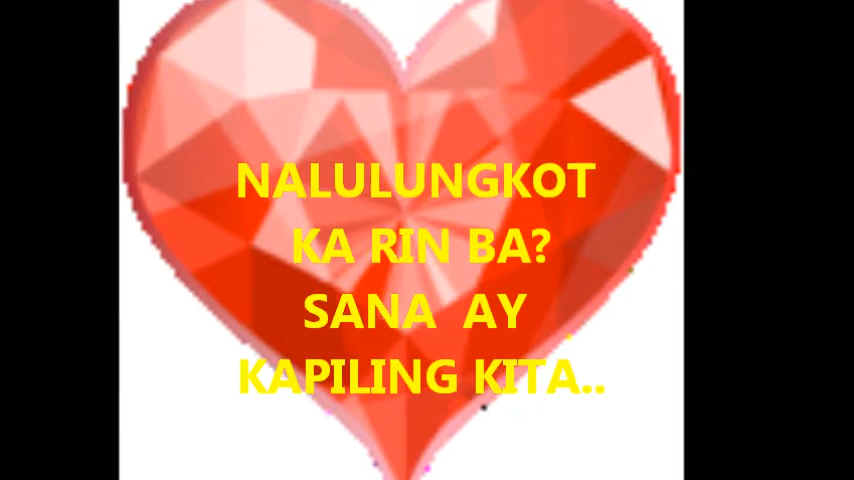 NALULUNGKOT
KA RIN BA?
SANA AY
KAPILING KITA..